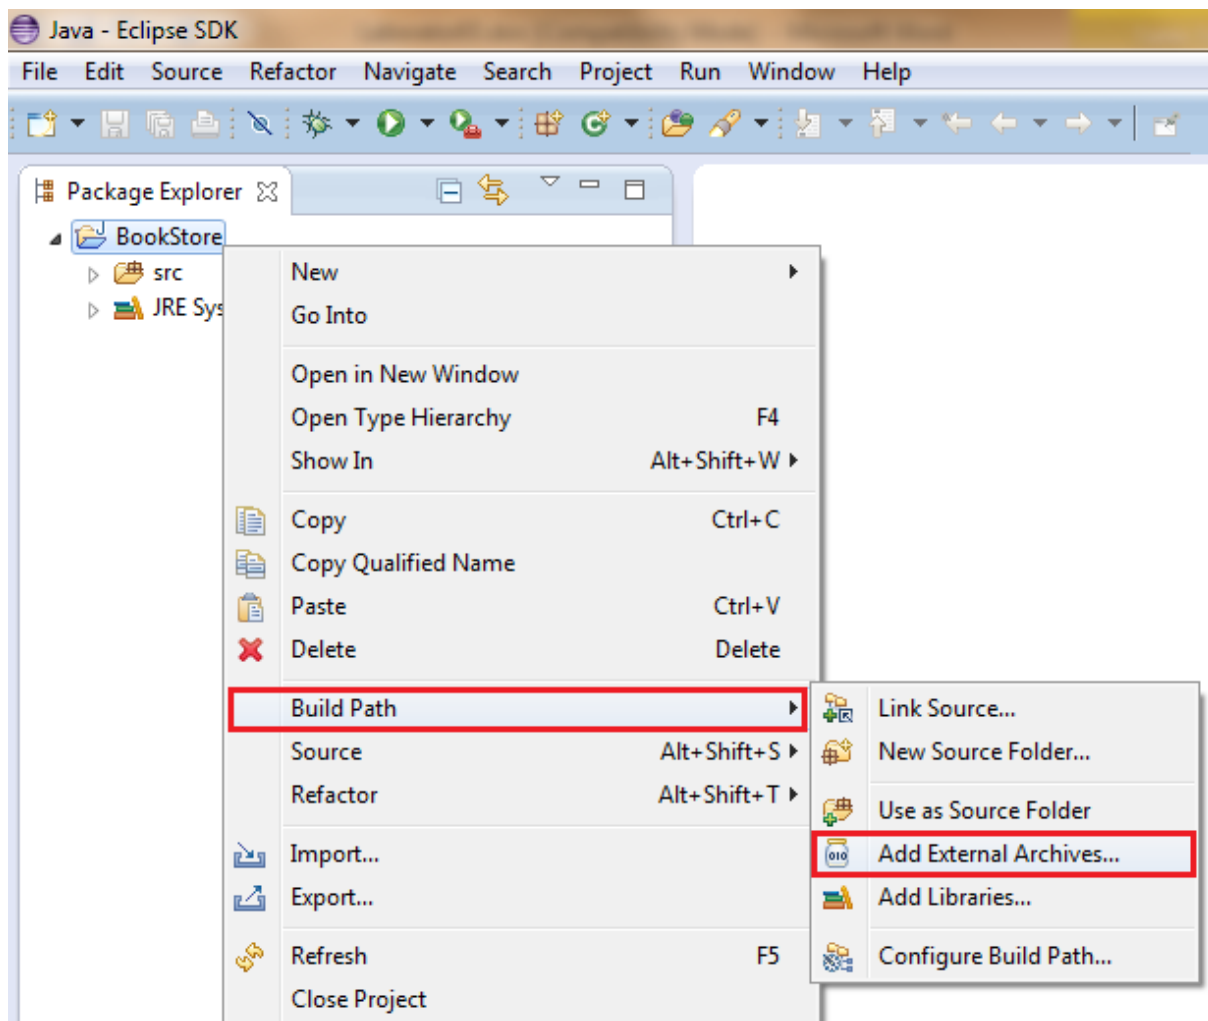 Java - Eclipse SDK
File Edit Source Refactor Navigate Search Project Run Window Help
Package Explorer
BookStore
src
JRE Sys
New
Go Into
Open in New Window
Open Type Hierarchy F4
Show In Alt+Shift+W
Copy Ctrl+C
Copy Qualified Name
Paste Ctrl+V
Delete Delete
Build Path
Source Alt+Shift+S
Refactor Alt+Shift+T
Import...
Export...
Refresh F5
Close Project
Link Source...
New Source Folder...
Use as Source Folder
010 Add External Archives...
Add Libraries...
Configure Build Path...